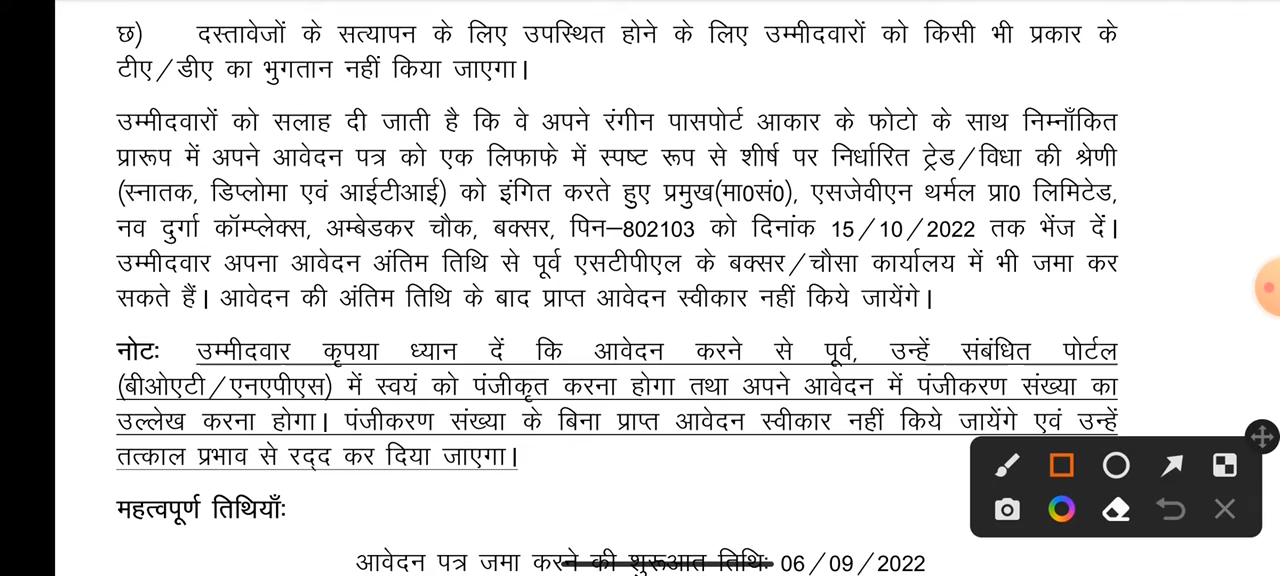 छ) दस्तावेजों के सत्यापन के लिए उपस्थित होने के लिए उम्मीदवारों को किसी भी प्रकार के
टीए/डीए का भुगतान नहीं किया जाएगा।
उम्मीदवारों को सलाह दी जाती है कि वे अपने रंगीन पासपोर्ट आकार के फोटो के साथ निम्नाँकित
प्रारूप में अपने आवेदन पत्र को एक लिफाफे में स्पष्ट रूप से शीर्ष पर निर्धारित ट्रेड/विधा की श्रेणी
(स्नातक, डिप्लोमा एवं आईटीआई) को इंगित करते हुए प्रमुख(मा0सं0), एसजेवीएन थर्मल प्रा0 लिमिटेड,
नव दुर्गा कॉम्प्लेक्स, अम्बेडकर चौक, बक्सर, पिन–802103 को दिनांक 15/10/2022 तक भेंज दें।
उम्मीदवार अपना आवेदन अंतिम तिथि से पूर्व एसटीपीएल के बक्सर/चौसा कार्यालय में भी जमा कर
सकते हैं। आवेदन की अंतिम तिथि के बाद प्राप्त आवेदन स्वीकार नहीं किये जायेंगे।
नोटः उम्मीदवार कृपया ध्यान दें कि आवेदन करने से पूर्व, उन्हें संबंधित पोर्टल
(बीओएटी/एनएपीएस) में स्वयं को पंजीकृत करना होगा तथा अपने आवेदन में पंजीकरण संख्या का
उल्लेख करना होगा। पंजीकरण संख्या के बिना प्राप्त आवेदन स्वीकार नहीं किये जायेंगे एवं उन्हें
तत्काल प्रभाव से रद्द कर दिया जाएगा।
महत्वपूर्ण तिथियाँः
आवेदन पत्र जमा करने की शुरूआत तिथिः 06/09/2022